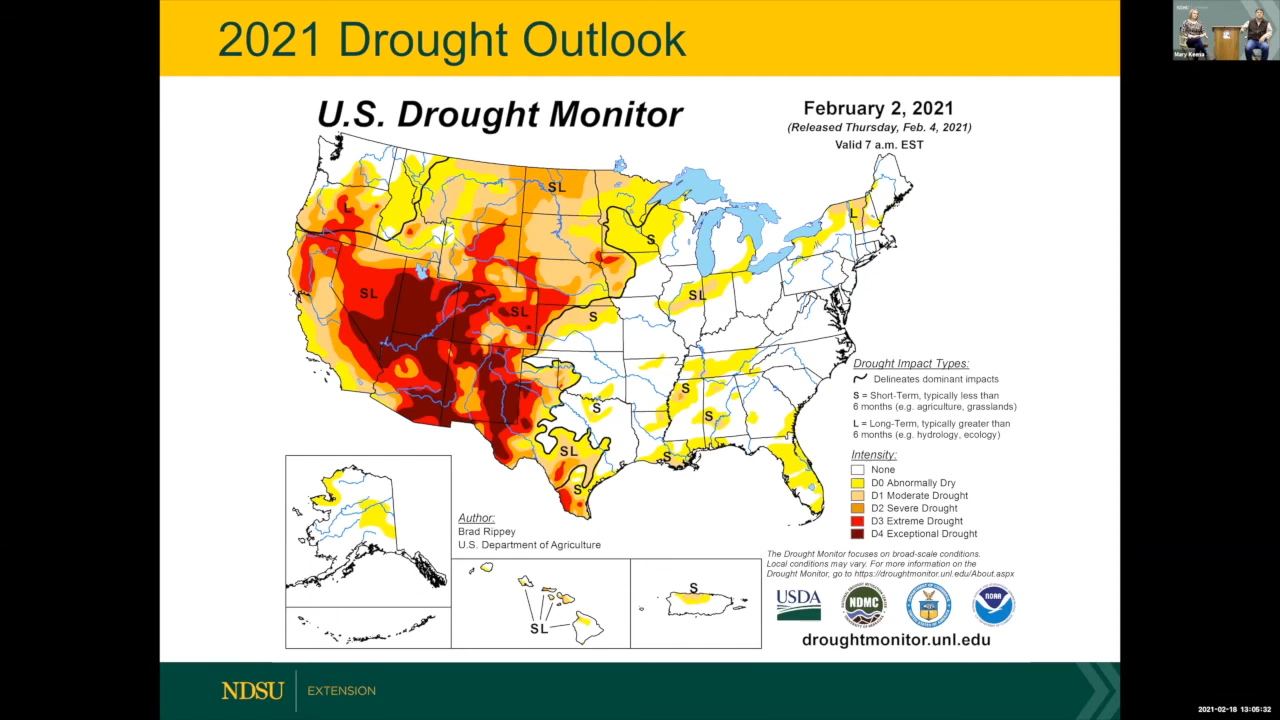 2021 Drought Outlook
U.S. Drought Monitor
February 2, 2021
(Released Thursday, Feb. 4, 2021)
Valid 7 a.m. EST
Mary Keena
SL
L
S
L
SL
SL
SL
S
S
S
S
SL
S
S
Drought Impact Types:
Delineates dominant impacts
S = Short-Term, typically less than
6 months (e.g. agriculture, grasslands)
L = Long-Term, typically greater than
6 months (e.g. hydrology, ecology)
Intensity:
None
D0 Abnormally Dry
D1 Moderate Drought
D2 Severe Drought
D3 Extreme Drought
D4 Exceptional Drought
Author:
Brad Rippey
U.S. Department of Agriculture
The Drought Monitor focuses on broad-scale conditions.
Local conditions may vary. For more information on the
Drought Monitor, go to https://droughtmonitor.unl.edu/About.aspx
S
SL
USDA
NDMC
NOAA
droughtmonitor.unl.edu
NDSU
EXTENSION
2021-02-18 13:05:32